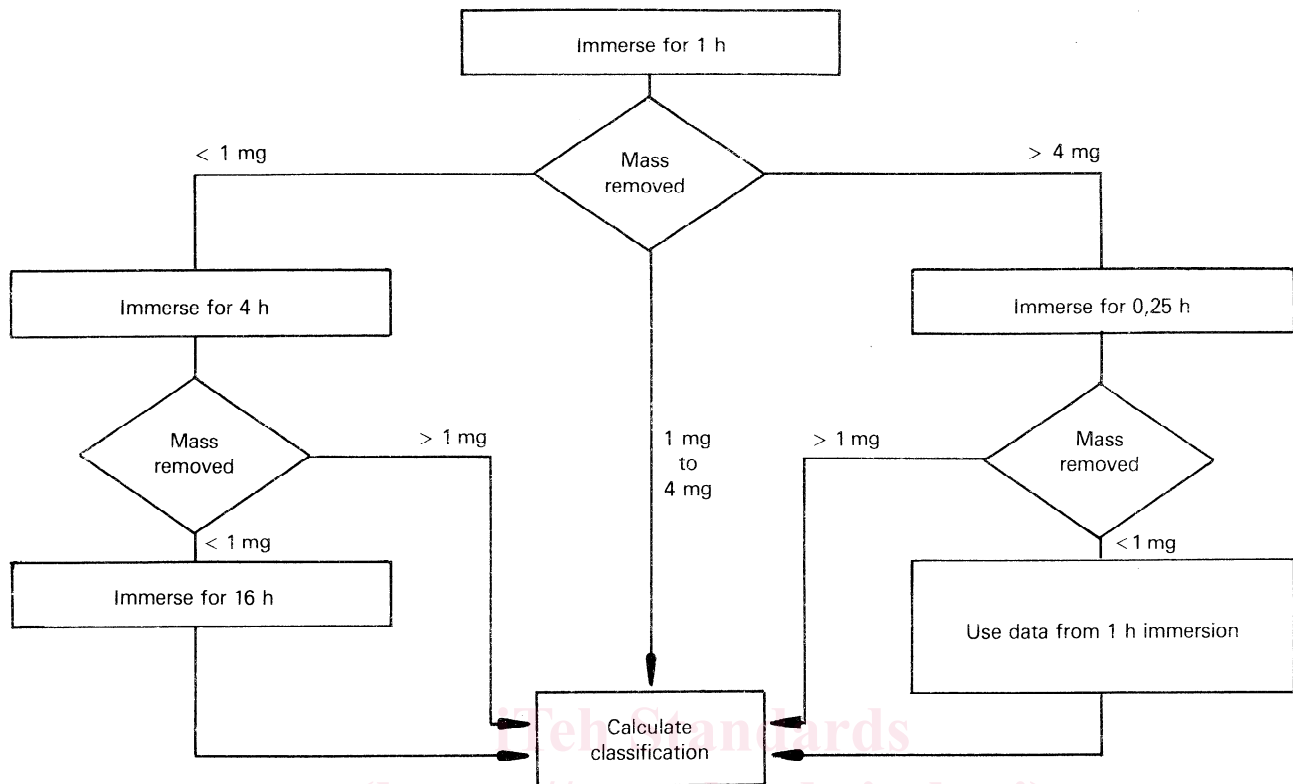 Immerse for 1 h
< 1 mg
Mass
removed
> 4 mg
Immerse for 4 h
Immerse for 0,25 h
Mass
removed
> 1 mg
1 mg
to
4 mg
> 1 mg
Mass
removed
< 1 mg
<1 mg
Immerse for 16 h
Use data from 1 h immersion
Calculate
classification
iTeh Standards